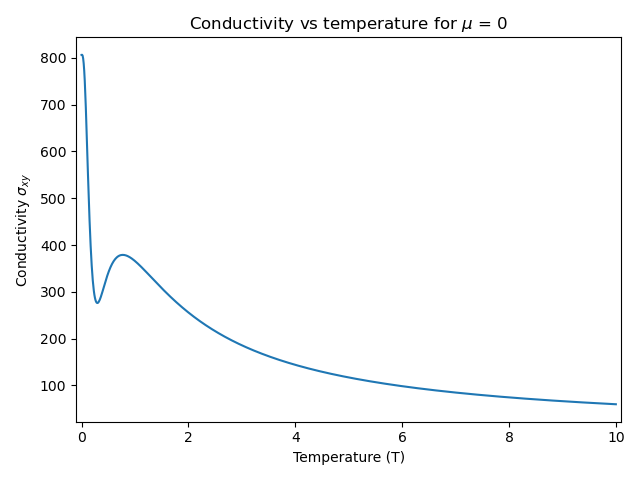 Conductivity vs temperature for μ = 0
Conductivity σxy
800
700
600
500
400
300
200
100
0 2 4 6 8 10
Temperature (T)